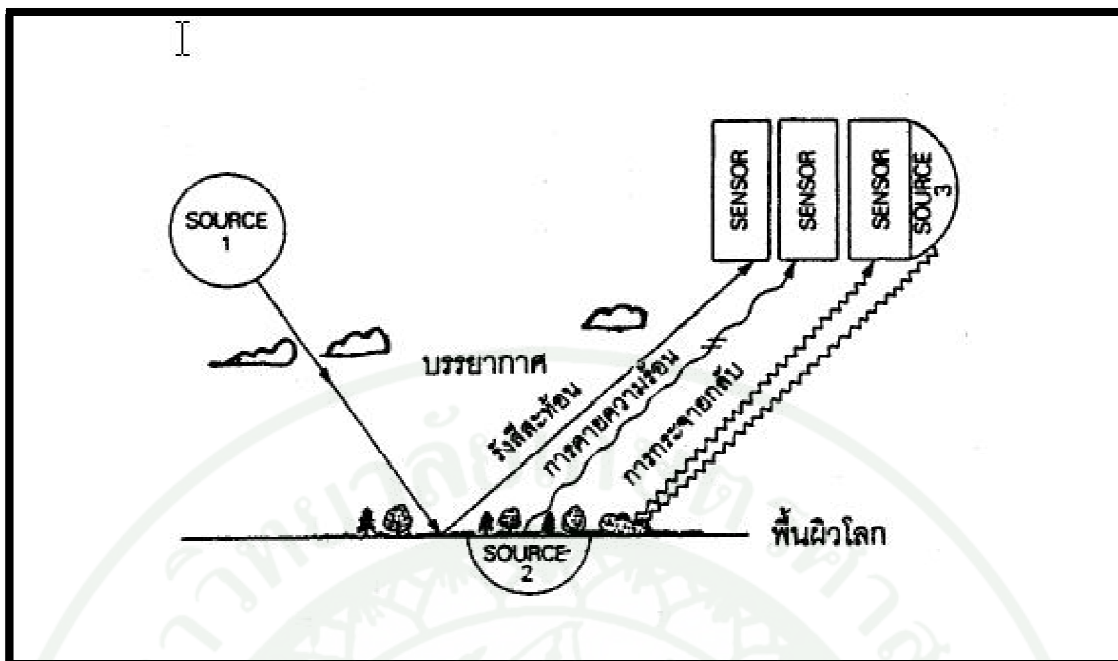 SOURCE
1
SENSOR
SENSOR
SENSOR
SOURCE
3
บรรยากาศ
รังสีสะท้อน
การคายความร้อน
การกระจายกลับ
พื้นผิวโลก
SOURCE
2